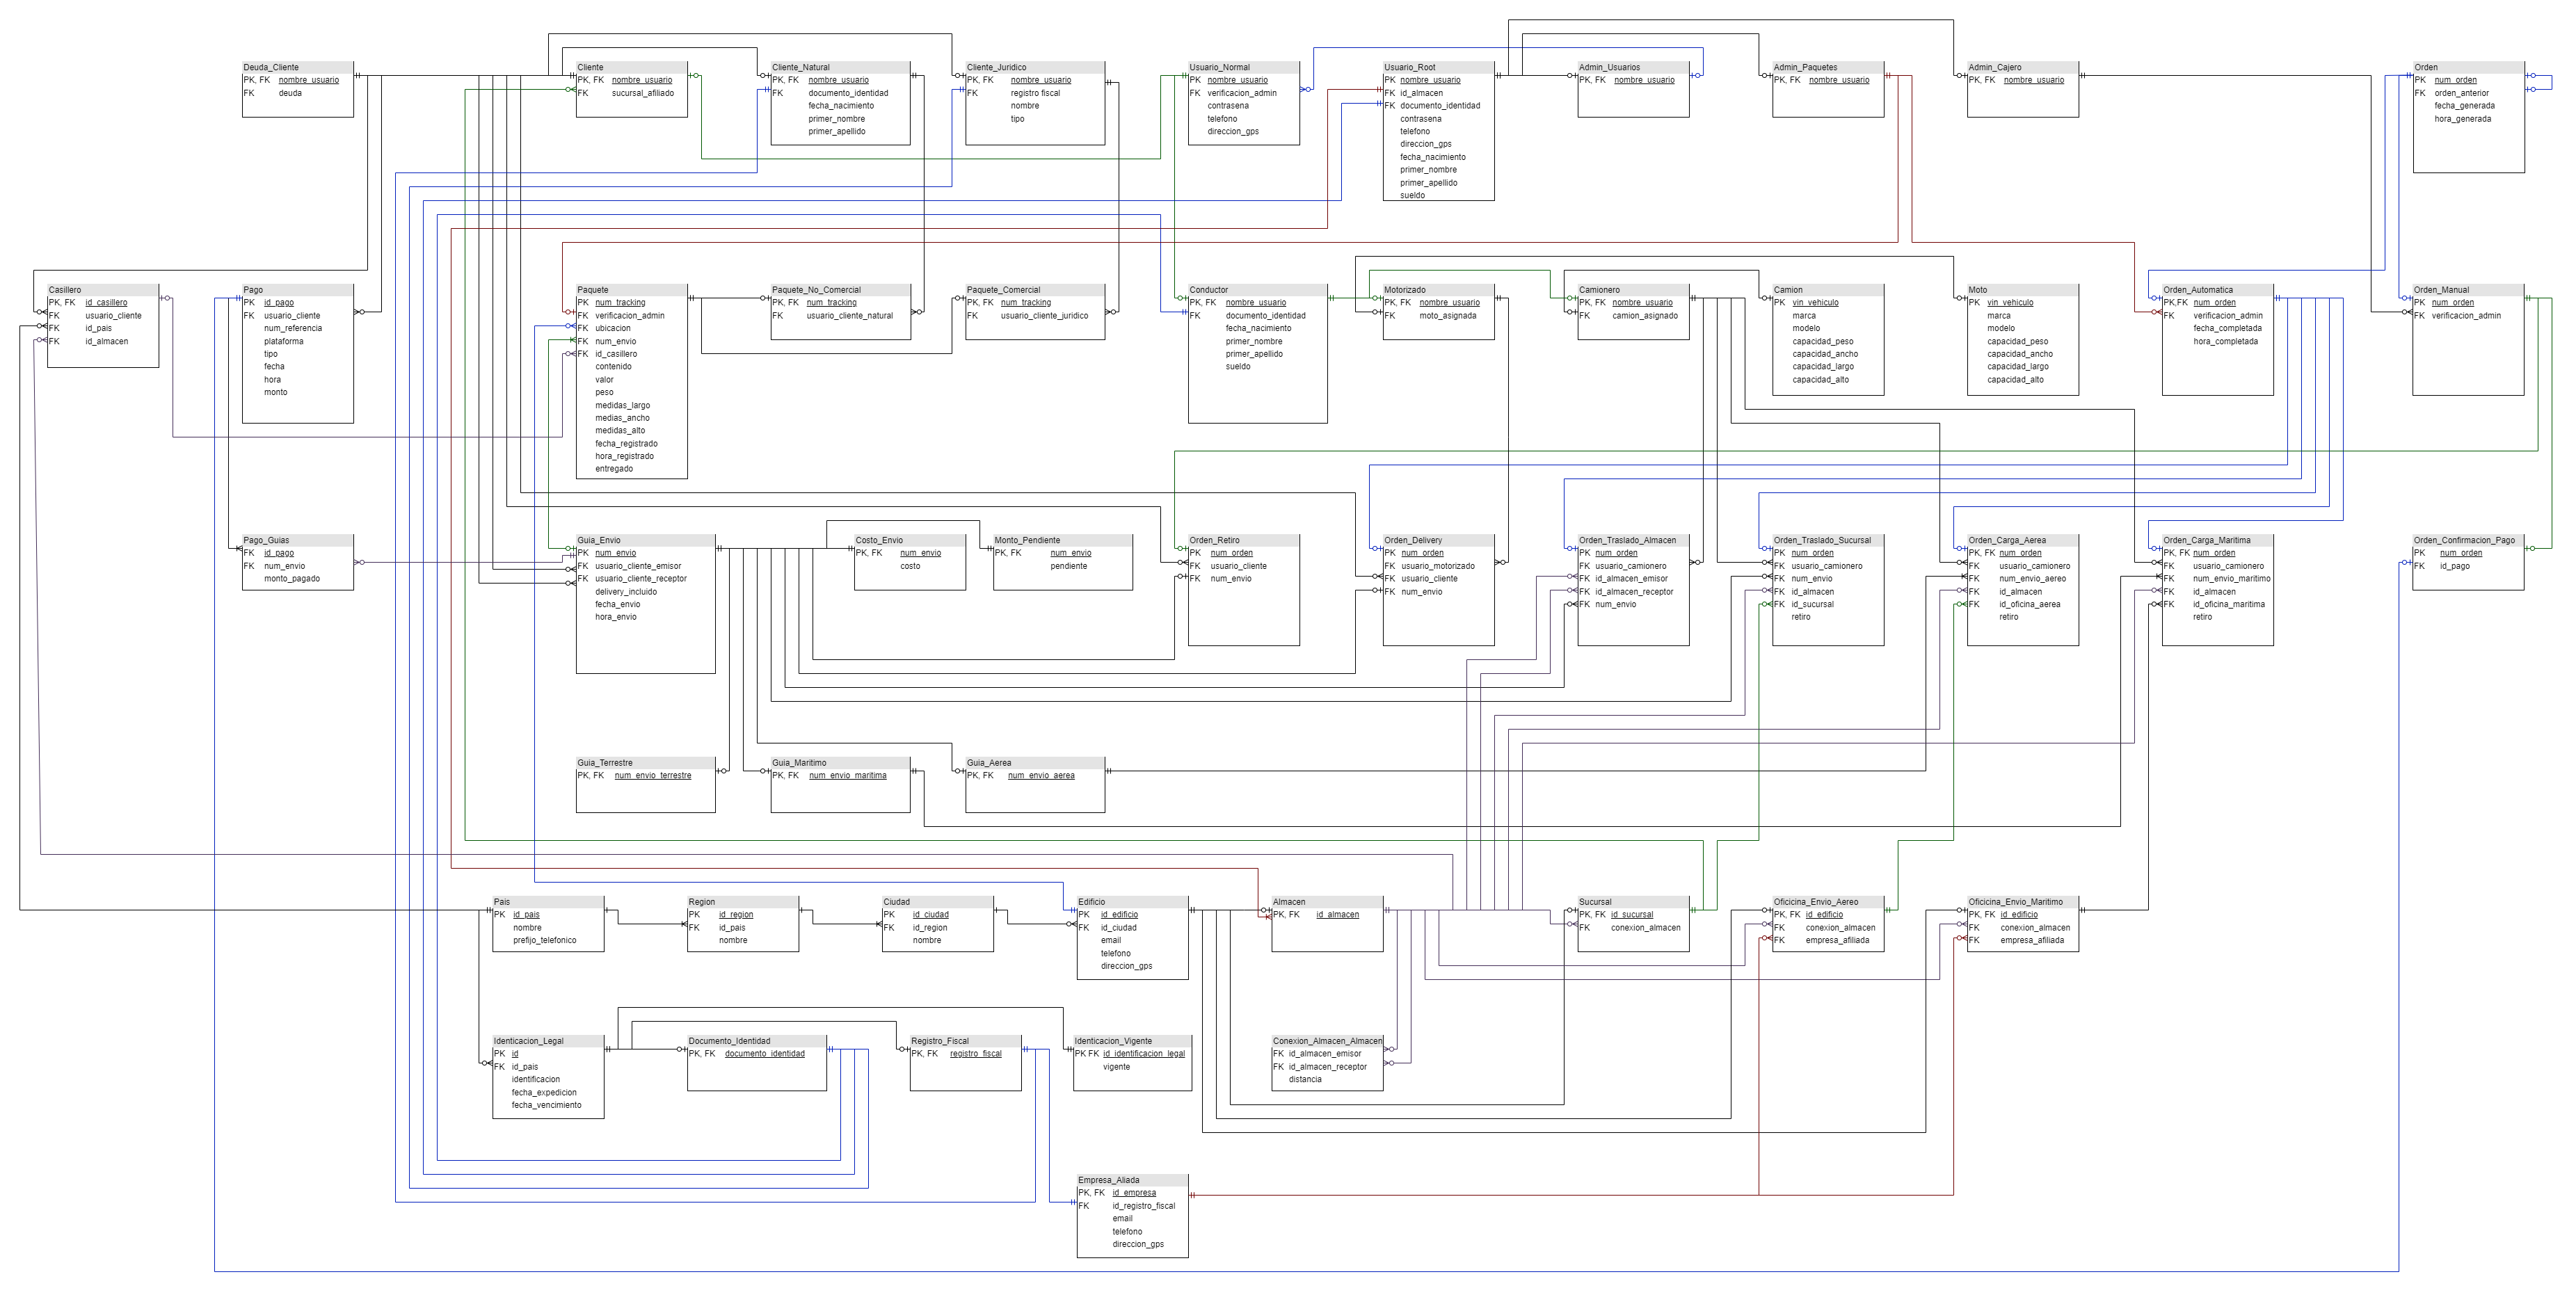 Deuda_Cliente
PK, FK nombre_usuario
FK deuda
Cliente
PK, FK nombre_usuario
FK sucursal_afiliado
Cliente_Natural
PK, FK nombre_usuario
FK documento_identidad
fecha_nacimiento
primer_nombre
primer_apellido
Cliente_Juridico
PK, FK nombre_usuario
FK registro fiscal
nombre
tipo
Usuario_Normal
PK nombre_usuario
FK verificacion_admin
contrasena
telefono
direccion_gps
Usuario_Root
PK nombre_usuario
FK id_almacen
FK documento_identidad
contrasena
telefono
direccion_gps
fecha_nacimiento
primer_nombre
primer_apellido
sueldo
Admin_Usuarios
PK, FK nombre_usuario
Admin_Paquetes
PK, FK nombre_usuario
Admin_Cajero
PK, FK nombre_usuario
Orden
PK num_orden
FK orden_anterior
fecha_generada
hora_generada
Casillero
PK, FK id_casillero
FK usuario_cliente
FK id_pais
FK id_almacen
Pago
PK id_pago
FK usuario_cliente
num_referencia
plataforma
tipo
fecha
hora
monto
Paquete
PK num_tracking
FK verificacion_admin
FK ubicacion
FK num_envio
FK id_casillero
contenido
valor
peso
medidas_largo
medias_ancho
medidas_alto
fecha_registrado
hora_registrado
entregado
Paquete_No_Comercial
PK, FK num_tracking
FK usuario_cliente_natural
Paquete_Comercial
PK, FK num_tracking
FK usuario_cliente_juridico
Conductor
PK, FK nombre_usuario
FK documento_identidad
fecha_nacimiento
primer_nombre
primer_apellido
sueldo
Motorizado
PK, FK nombre_usuario
FK moto_asignada
Camionero
PK, FK nombre_usuario
FK camion_asignado
Camion
PK vin_vehiculo
marca
modelo
capacidad_peso
capacidad_ancho
capacidad_largo
capacidad_alto
Moto
PK vin_vehiculo
marca
modelo
capacidad_peso
capacidad_ancho
capacidad_largo
capacidad_alto
Orden_Automatica
PK,FK num_orden
FK verificacion_admin
fecha_completada
hora_completada
Orden_Manual
PK num_orden
FK verificacion_admin
Pago_Guias
FK id_pago
FK num_envio
monto_pagado
Guia_Envio
PK num_envio
FK usuario_cliente_emisor
FK usuario_cliente_receptor
delivery_incluido
fecha_envio
hora_envio
Costo_Envio
PK, FK num_envio
costo
Monto_Pendiente
PK, FK num_envio
pendiente
Orden_Retiro
PK num_orden
FK usuario_cliente
FK num_envio
Orden_Delivery
PK num_orden
FK usuario_motorizado
FK usuario_cliente
FK num_envio
Orden_Traslado_Almacen
PK num_orden
FK usuario_camionero
FK id_almacen_emisor
FK id_almacen_receptor
FK num_envio
Orden_Traslado_Sucursal
PK num_orden
FK usuario_camionero
FK num_envio
FK id_almacen
FK id_sucursal
retiro
Orden_Carga_Aerea
PK, FK num_orden
FK usuario_camionero
FK num_envio_aereo
FK id_almacen
FK id_oficina_aerea
retiro
Orden_Carga_Maritima
PK, FK num_orden
FK usuario_camionero
FK num_envio_maritimo
FK id_almacen
FK id_oficina_maritima
retiro
Orden_Confirmacion_Pago
PK num_orden
FK id_pago
Guia_Terrestre
PK, FK num_envio_terrestre
Guia_Maritimo
PK, FK num_envio_maritima
Guia_Aerea
PK, FK num_envio_aerea
Pais
PK id_pais
nombre
prefijo_telefonico
Region
PK id_region
FK id_pais
nombre
Ciudad
PK id_ciudad
FK id_region
nombre
Edificio
PK id_edificio
FK id_ciudad
email
telefono
direccion_gps
Almacen
PK, FK id_almacen
Sucursal
PK, FK id_sucursal
FK conexion_almacen
Oficicina_Envio_Aereo
PK, FK id_edificio
FK conexion_almacen
FK empresa_afiliada
Oficicina_Envio_Maritimo
PK, FK id_edificio
FK conexion_almacen
FK empresa_afiliada
Identicacion_Legal
PK id
FK id_pais
identificacion
fecha_expedicion
fecha_vencimiento
Documento_Identidad
PK, FK documento_identidad
Registro_Fiscal
PK, FK registro_fiscal
Identicacion_Vigente
PK FK id_identificacion_legal
vigente
Conexion_Almacen_Almacen
FK id_almacen_emisor
FK id_almacen_receptor
distancia
Empresa_Aliada
PK, FK id_empresa
FK id_registro_fiscal
email
telefono
direccion_gps